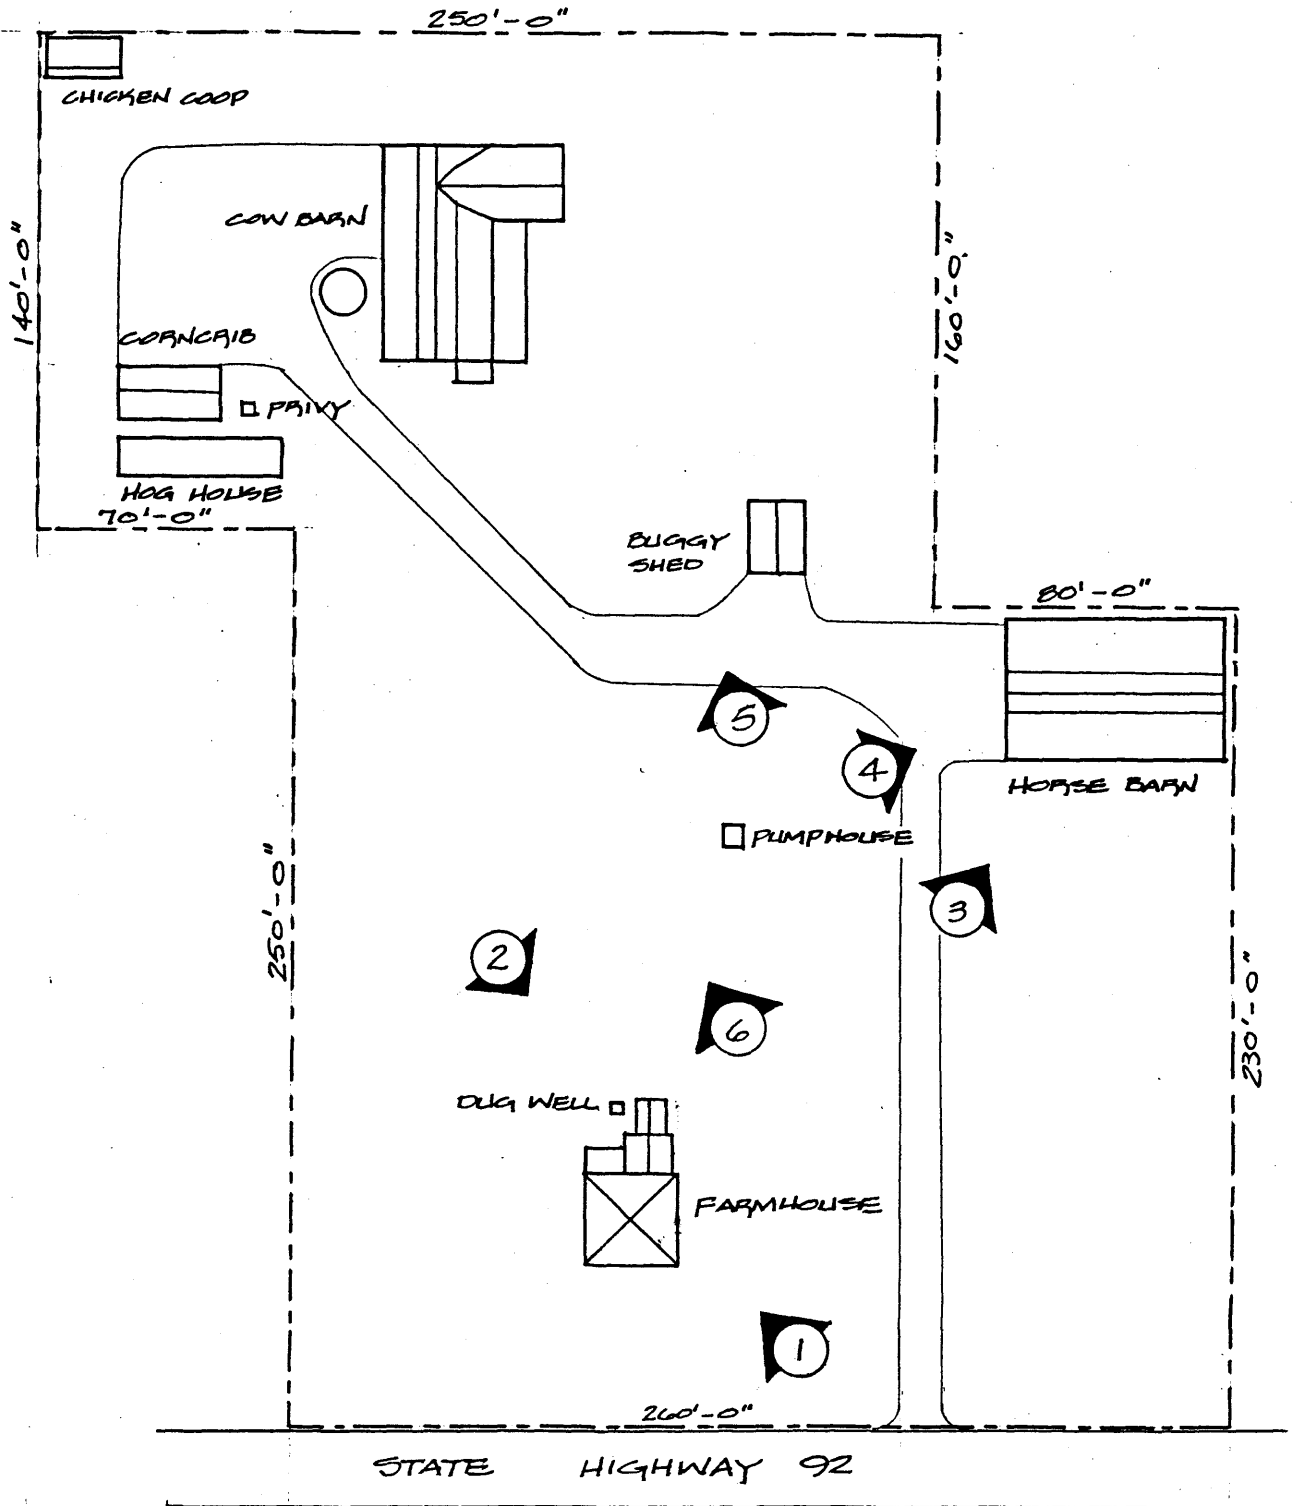 250'-0"
CHICKEN COOP
COW BARN
140'-0"
160'-0"
CORNCRIB
PRIVY
HOG HOUSE
70'-0"
BUGGY
SHED
80'-0"
5
4
HORSE BARN
PUMPHOUSE
250'-0"
3
2
6
230'-0"
DUG WELL
FARMHOUSE
1
260'-0"
STATE HIGHWAY 92